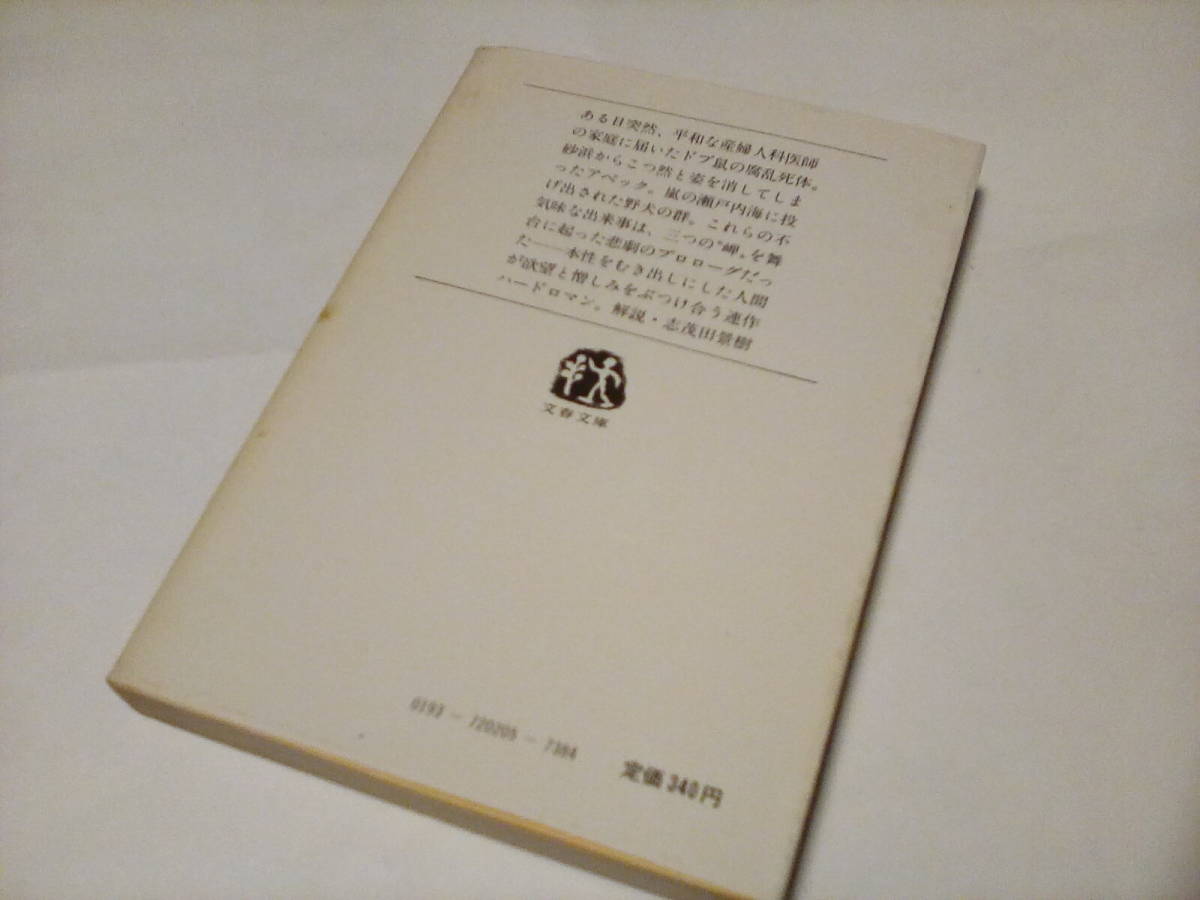 ある日突然、平和な産婦人科医師
の家庭に届いたドブ鼠の腐乱死体。
砂浜からこつ然と姿を消してしま
ったアベック。嵐の瀬戸内海に投
げ出された野犬の群。これらの不
気味な出来事は、三つの〝岬〟を舞
台に起った悲劇のプロローグだっ
た──本性をむき出しにした人間
が欲望と憎しみをぶつけ合う連作
ハードロマン。解説・志茂田景樹
文春文庫
0193-720205-7384
定価340円